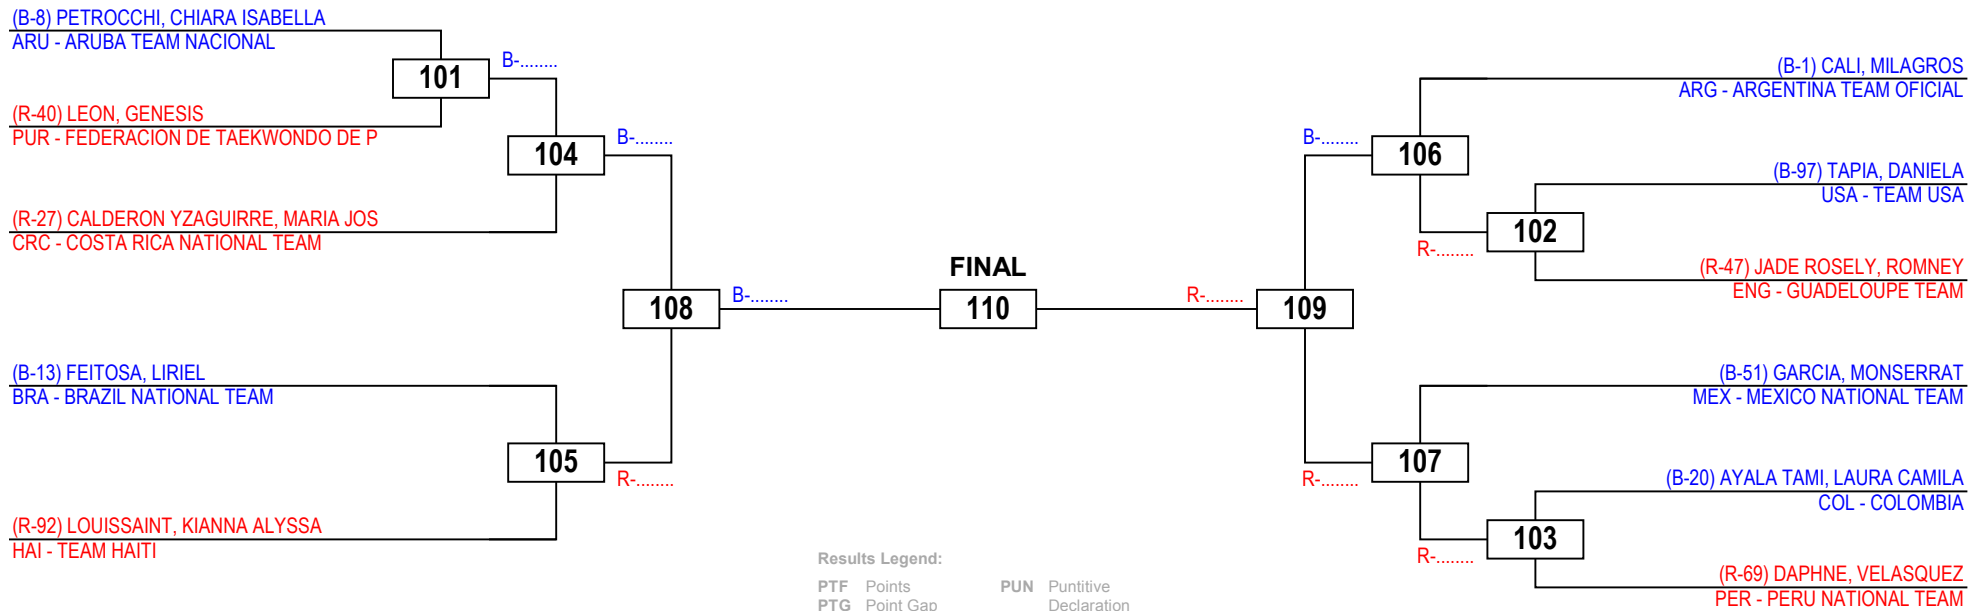 (B-8) PETROCCHI, CHIARA ISABELLA
ARU - ARUBA TEAM NACIONAL
101
B-........
(R-40) LEON, GENESIS
PUR - FEDERACION DE TAEKWONDO DE P
104
B-........
(R-27) CALDERON YZAGUIRRE, MARIA JOS
CRC - COSTA RICA NATIONAL TEAM
108
B-........
(B-13) FEITOSA, LIRIEL
BRA - BRAZIL NATIONAL TEAM
105
R-........
(R-92) LOUISSAINT, KIANNA ALYSSA
HAI - TEAM HAITI
FINAL
110
(B-1) CALI, MILAGROS
ARG - ARGENTINA TEAM OFICIAL
B-........
106
(B-97) TAPIA, DANIELA
USA - TEAM USA
102
R-........
(R-47) JADE ROSELY, ROMNEY
ENG - GUADELOUPE TEAM
R-........
109
(B-51) GARCIA, MONSERRAT
MEX - MEXICO NATIONAL TEAM
107
R-........
(B-20) AYALA TAMI, LAURA CAMILA
COL - COLOMBIA
103
R-........
(R-69) DAPHNE, VELASQUEZ
PER - PERU NATIONAL TEAM
Results Legend:
PTF Points PUN Puntitive
PTG Point Gap Declaration